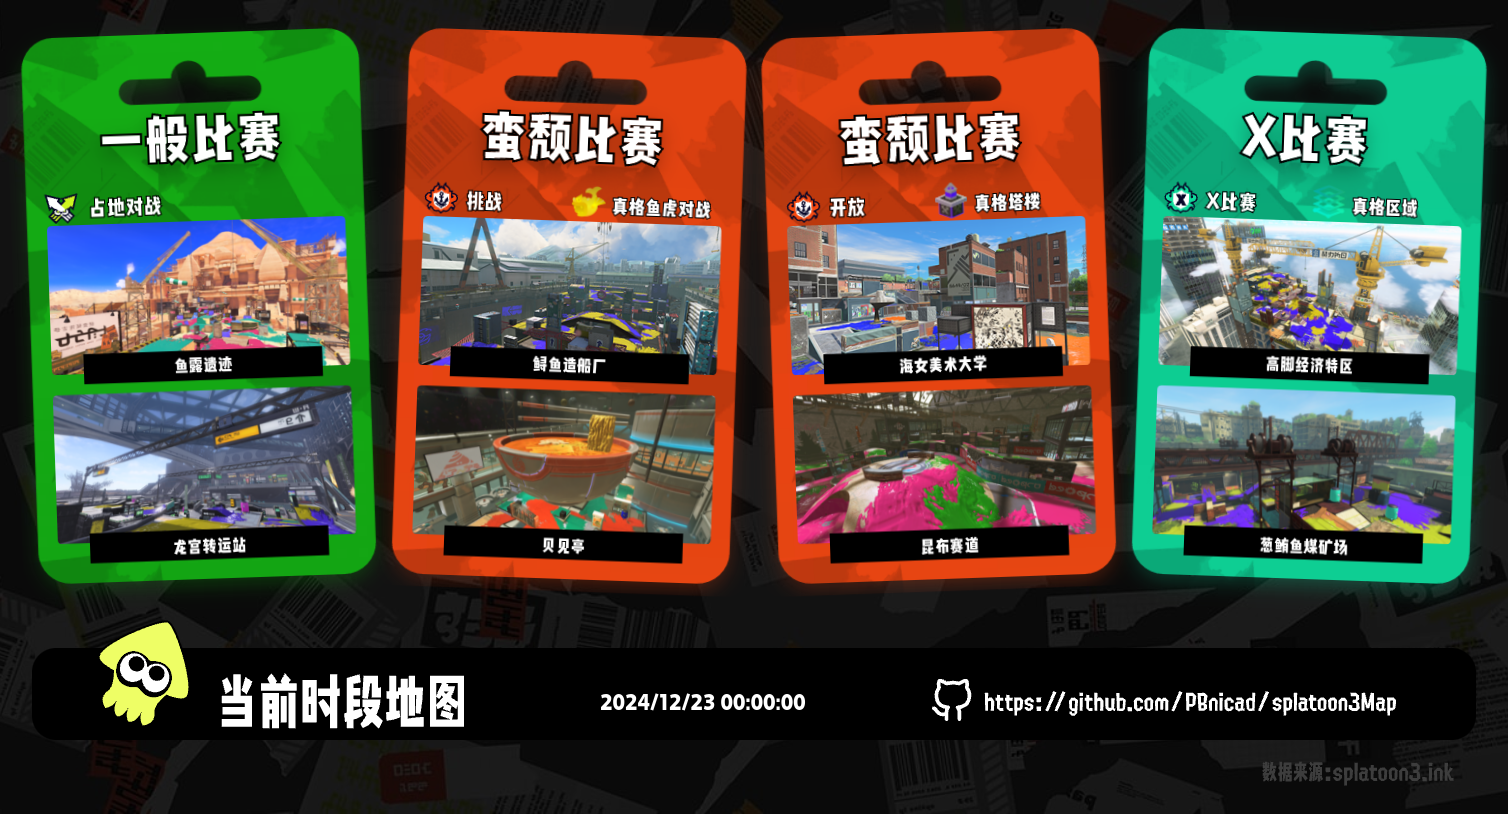 一般比赛
占地对战
鱼露遗迹
龙宫转运站
蛮颓比赛
挑战
真格鱼虎对战
鲟鱼造船厂
贝见亭
蛮颓比赛
开放
真格塔楼
海女美术大学
昆布赛道
X比赛
X比赛
真格区域
高脚经济特区
葱鲔鱼煤矿场
当前时段地图
2024/12/23 00:00:00
https://github.com/PBnicad/splatoon3Map
数据来源:splatoon3.ink